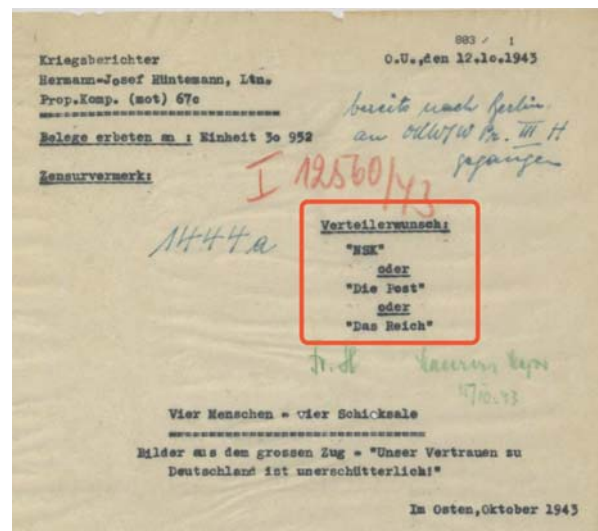 803 / 1
Kriegsberichter
O.U.,den 12.1o.1943
Hermann-Josef Hüntemann, Ltn.
Prop.Komp. (mot) 67o
bereits nach Berlin
Belege erbeten an : Einheit 3o 952
an OKW/W Pr. III H
gegangen
Zensurvermerk:
I 12560/43
1444a
Verteilerwunsch:
"NSK"
oder
"Die Post"
oder
"Das Reich"
Vier Menschen = vier Schicksale
Bilder aus dem grossen Zug = "Unser Vertrauen zu
Deutschland ist unerschütterlich!"
Im Osten,Oktober 1943